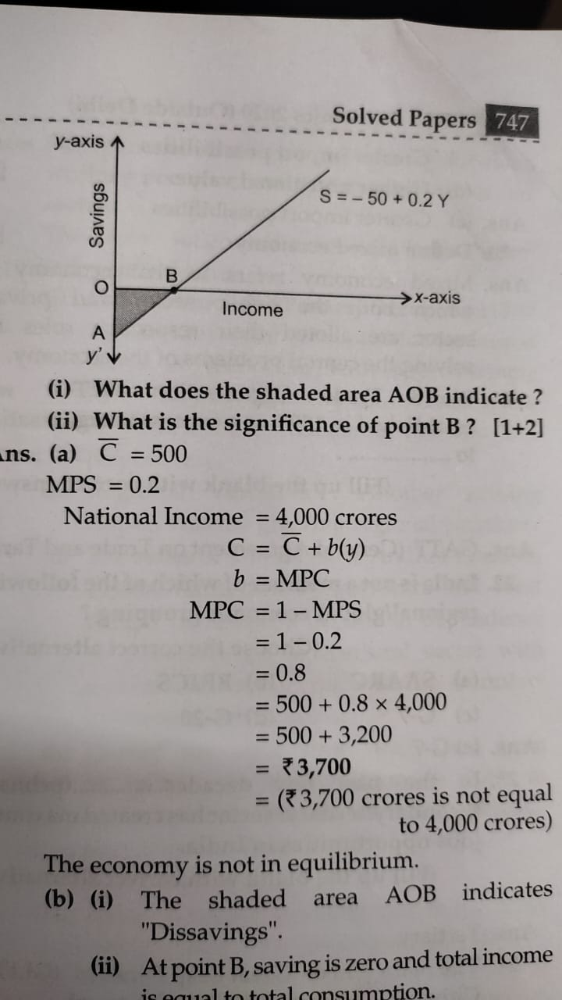 Solved Papers 747
y-axis
Savings
S = – 50 + 0.2 Y
B
O
x-axis
Income
A
y'
(i) What does the shaded area AOB indicate ?
(ii) What is the significance of point B ? [1+2]
ns. (a) C̅ = 500
MPS = 0.2
National Income = 4,000 crores
C = C̅ + b(y)
b = MPC
MPC = 1 – MPS
= 1 – 0.2
= 0.8
= 500 + 0.8 × 4,000
= 500 + 3,200
= ₹3,700
= (₹3,700 crores is not equal
to 4,000 crores)
The economy is not in equilibrium.
(b) (i) The shaded area AOB indicates
"Dissavings".
(ii) At point B, saving is zero and total income
is equal to total consumption.